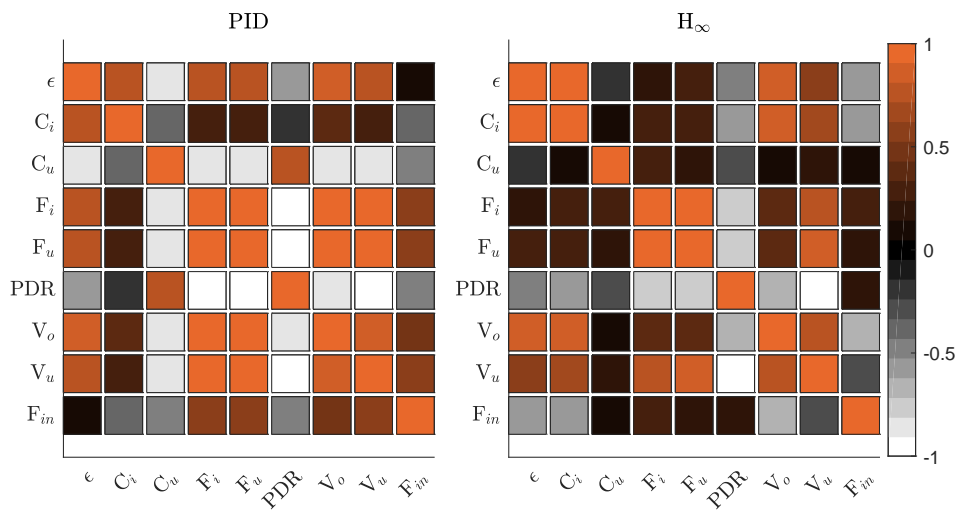 PID
H∞
ϵ
C_i
C_u
F_i
F_u
PDR
V_o
V_u
F_in
ϵ C_i C_u F_i F_u PDR V_o V_u F_in
ϵ
C_i
C_u
F_i
F_u
PDR
V_o
V_u
F_in
ϵ C_i C_u F_i F_u PDR V_o V_u F_in
1
0.5
0
-0.5
-1